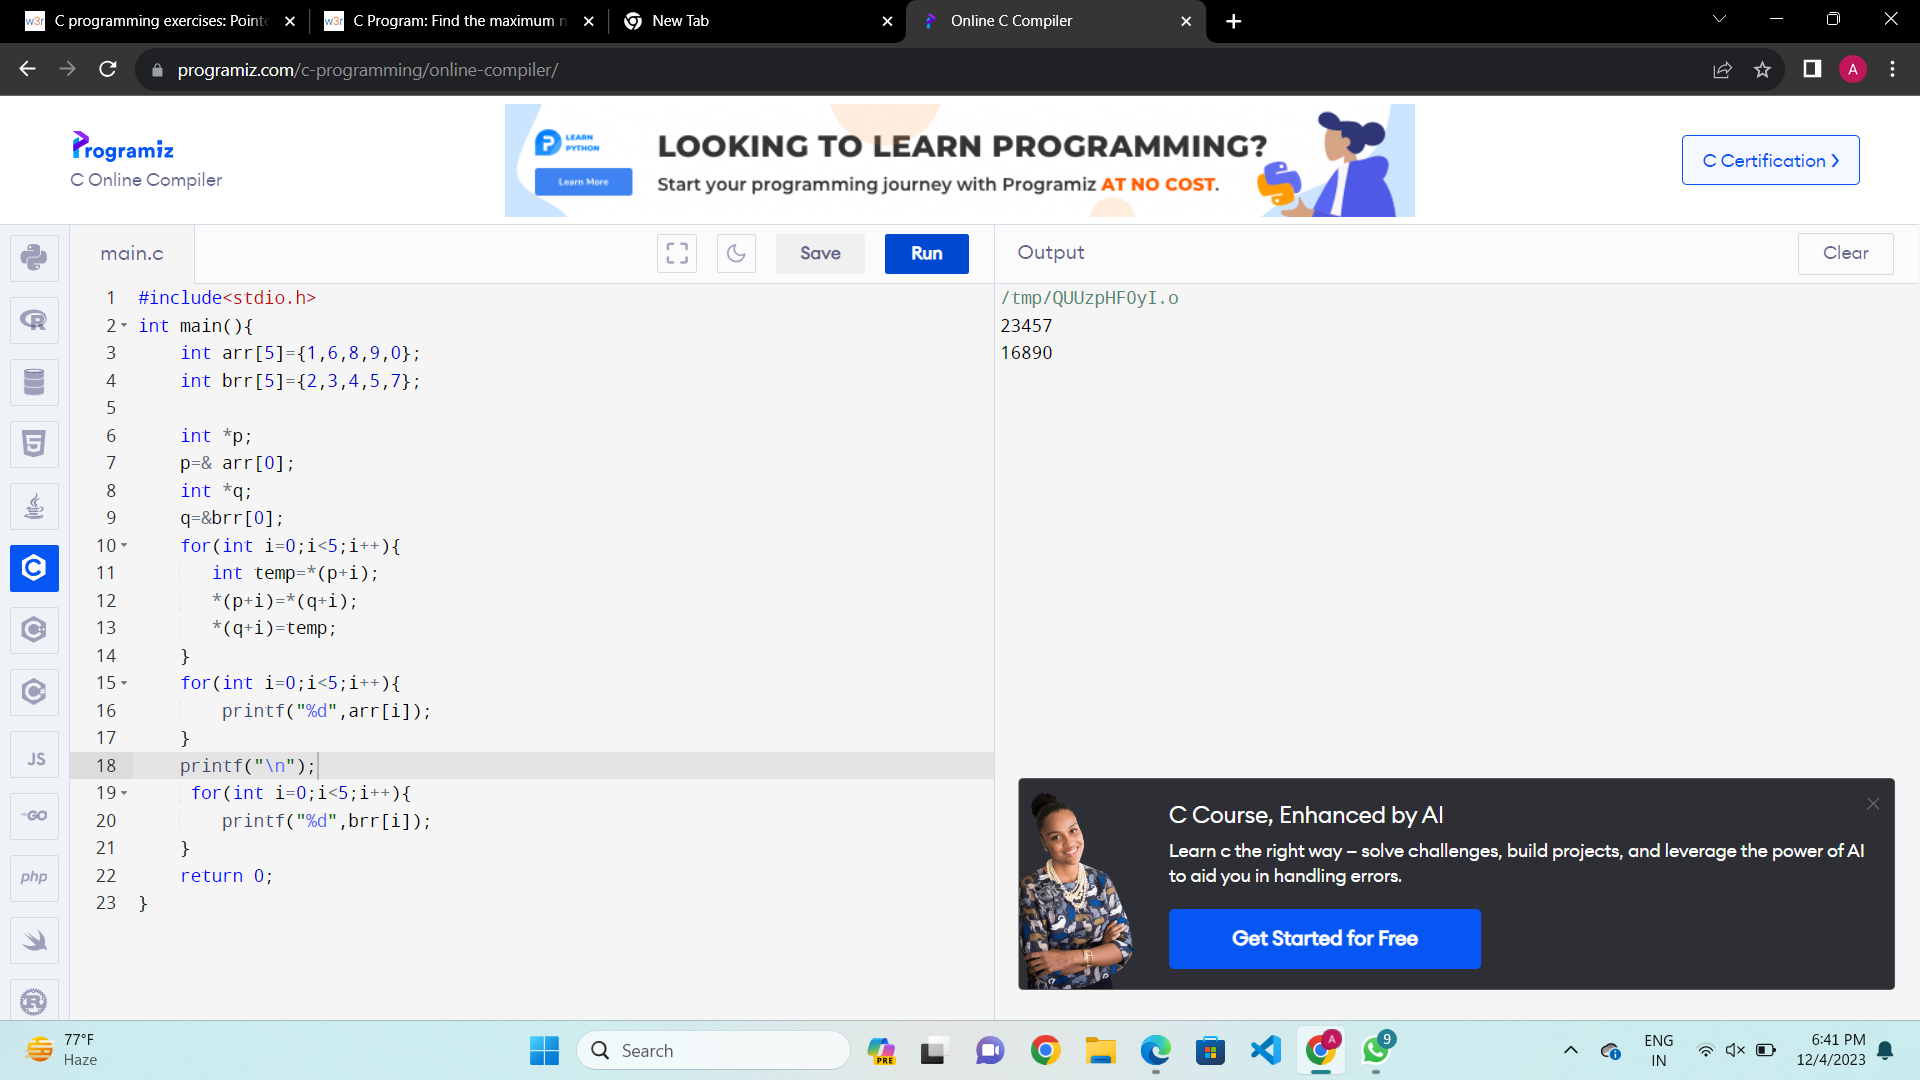 C programming exercises: Pointe
C Program: Find the maximum n
New Tab
Online C Compiler
programiz.com/c-programming/online-compiler/
A
Programiz
C Online Compiler
LEARN PYTHON
Learn More
LOOKING TO LEARN PROGRAMMING?
Start your programming journey with Programiz AT NO COST.
C Certification
main.c
Save
Run
Output
Clear
1 #include<stdio.h>
2 int main(){
3 int arr[5]={1,6,8,9,0};
4 int brr[5]={2,3,4,5,7};
5
6 int *p;
7 p=& arr[0];
8 int *q;
9 q=&brr[0];
10 for(int i=0;i<5;i++){
11 int temp=*(p+i);
12 *(p+i)=*(q+i);
13 *(q+i)=temp;
14 }
15 for(int i=0;i<5;i++){
16 printf("%d",arr[i]);
17 }
18 printf("\n");
19 for(int i=0;i<5;i++){
20 printf("%d",brr[i]);
21 }
22 return 0;
23 }
/tmp/QUUzpHFOyI.o
23457
16890
JS
GO
php
C Course, Enhanced by AI
Learn c the right way – solve challenges, build projects, and leverage the power of AI
to aid you in handling errors.
Get Started for Free
77°F
Haze
Search
PRE
A
9
ENG
IN
6:41 PM
12/4/2023